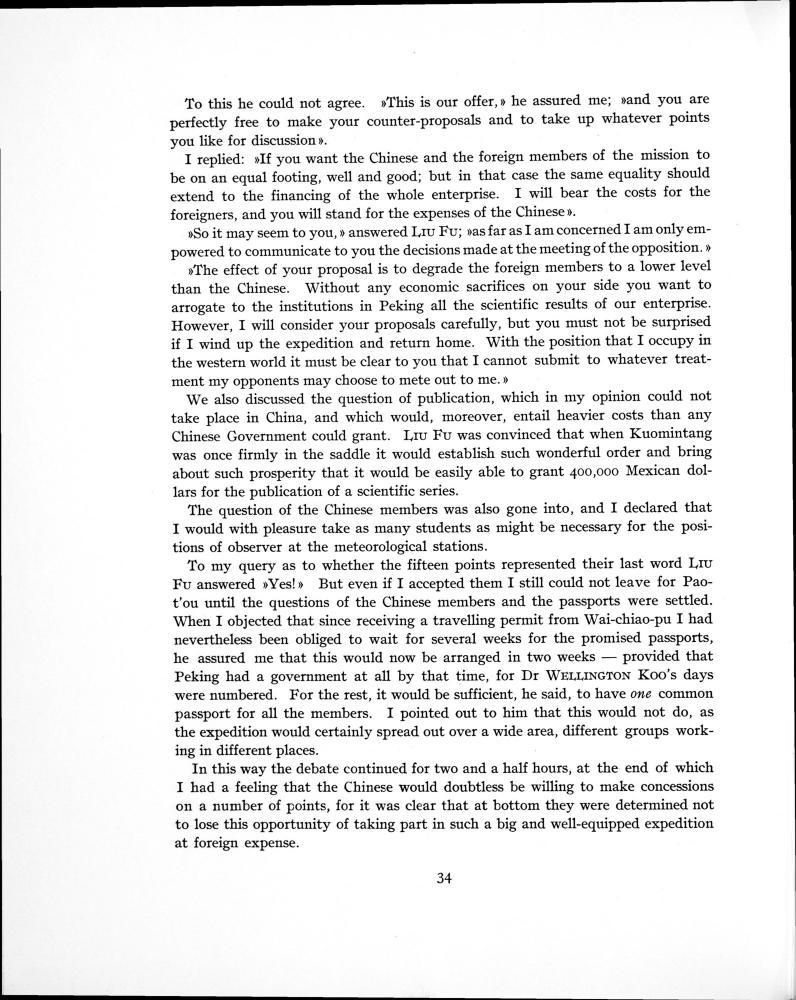 To this he could not agree. »This is our offer,» he assured me; »and you are
perfectly free to make your counter-proposals and to take up whatever points
you like for discussion».
I replied: »If you want the Chinese and the foreign members of the mission to
be on an equal footing, well and good; but in that case the same equality should
extend to the financing of the whole enterprise. I will bear the costs for the
foreigners, and you will stand for the expenses of the Chinese».
»So it may seem to you,» answered LIU FU; »as far as I am concerned I am only em-
powered to communicate to you the decisions made at the meeting of the opposition.»
»The effect of your proposal is to degrade the foreign members to a lower level
than the Chinese. Without any economic sacrifices on your side you want to
arrogate to the institutions in Peking all the scientific results of our enterprise.
However, I will consider your proposals carefully, but you must not be surprised
if I wind up the expedition and return home. With the position that I occupy in
the western world it must be clear to you that I cannot submit to whatever treat-
ment my opponents may choose to mete out to me.»
We also discussed the question of publication, which in my opinion could not
take place in China, and which would, moreover, entail heavier costs than any
Chinese Government could grant. LIU FU was convinced that when Kuomintang
was once firmly in the saddle it would establish such wonderful order and bring
about such prosperity that it would be easily able to grant 400,000 Mexican dol-
lars for the publication of a scientific series.
The question of the Chinese members was also gone into, and I declared that
I would with pleasure take as many students as might be necessary for the posi-
tions of observer at the meteorological stations.
To my query as to whether the fifteen points represented their last word LIU
FU answered »Yes!» But even if I accepted them I still could not leave for Pao-
t'ou until the questions of the Chinese members and the passports were settled.
When I objected that since receiving a travelling permit from Wai-chiao-pu I had
nevertheless been obliged to wait for several weeks for the promised passports,
he assured me that this would now be arranged in two weeks — provided that
Peking had a government at all by that time, for Dr WELLINGTON KOO's days
were numbered. For the rest, it would be sufficient, he said, to have one common
passport for all the members. I pointed out to him that this would not do, as
the expedition would certainly spread out over a wide area, different groups work-
ing in different places.
In this way the debate continued for two and a half hours, at the end of which
I had a feeling that the Chinese would doubtless be willing to make concessions
on a number of points, for it was clear that at bottom they were determined not
to lose this opportunity of taking part in such a big and well-equipped expedition
at foreign expense.
34